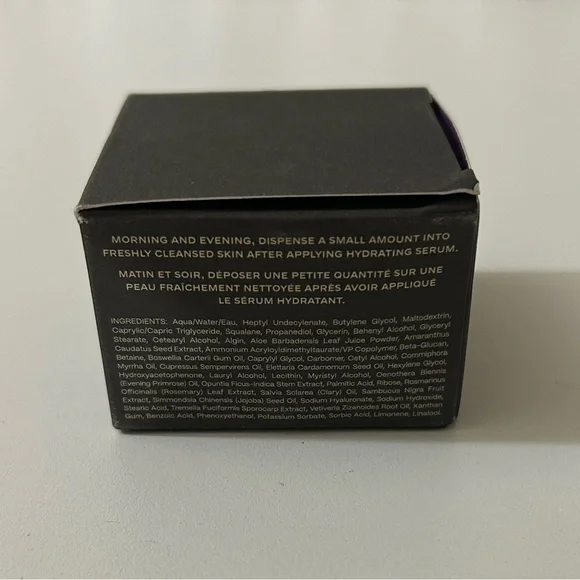 MORNING AND EVENING, DISPENSE A SMALL AMOUNT INTO
FRESHLY CLEANSED SKIN AFTER APPLYING HYDRATING SERUM.
MATIN ET SOIR, DÉPOSER UNE PETITE QUANTITÉ SUR UNE
PEAU FRAÎCHEMENT NETTOYÉE APRÈS AVOIR APPLIQUÉ
LE SÉRUM HYDRATANT.
INGREDIENTS: Aqua/Water/Eau, Heptyl Undecylenate, Butylene Glycol, Maltodextrin,
Caprylic/Capric Triglyceride, Squalane, Propanediol, Glycerin, Behenyl Alcohol, Glyceryl
Stearate, Cetearyl Alcohol, Algin, Aloe Barbadensis Leaf Juice Powder, Amaranthus
Caudatus Seed Extract, Ammonium Acryloyldimethyltaurate/VP Copolymer, Beta-Glucan,
Betaine, Boswellia Carterii Gum Oil, Caprylyl Glycol, Carbomer, Cetyl Alcohol, Commiphora
Myrrha Oil, Cupressus Sempervirens Oil, Elettaria Cardamomum Seed Oil, Hexylene Glycol,
Hydroxyacetophenone, Lauryl Alcohol, Lecithin, Myristyl Alcohol, Oenothera Biennis
(Evening Primrose) Oil, Opuntia Ficus-Indica Stem Extract, Palmitic Acid, Ribose, Rosmarinus
Officinalis (Rosemary) Leaf Extract, Salvia Sclarea (Clary) Oil, Sambucus Nigra Fruit
Extract, Simmondsia Chinensis (Jojoba) Seed Oil, Sodium Hyaluronate, Sodium Hydroxide,
Stearic Acid, Tremella Fuciformis Sporocarp Extract, Vetiveria Zizanoides Root Oil, Xanthan
Gum, Benzoic Acid, Phenoxyethanol, Potassium Sorbate, Sorbic Acid, Limonene, Linalool.